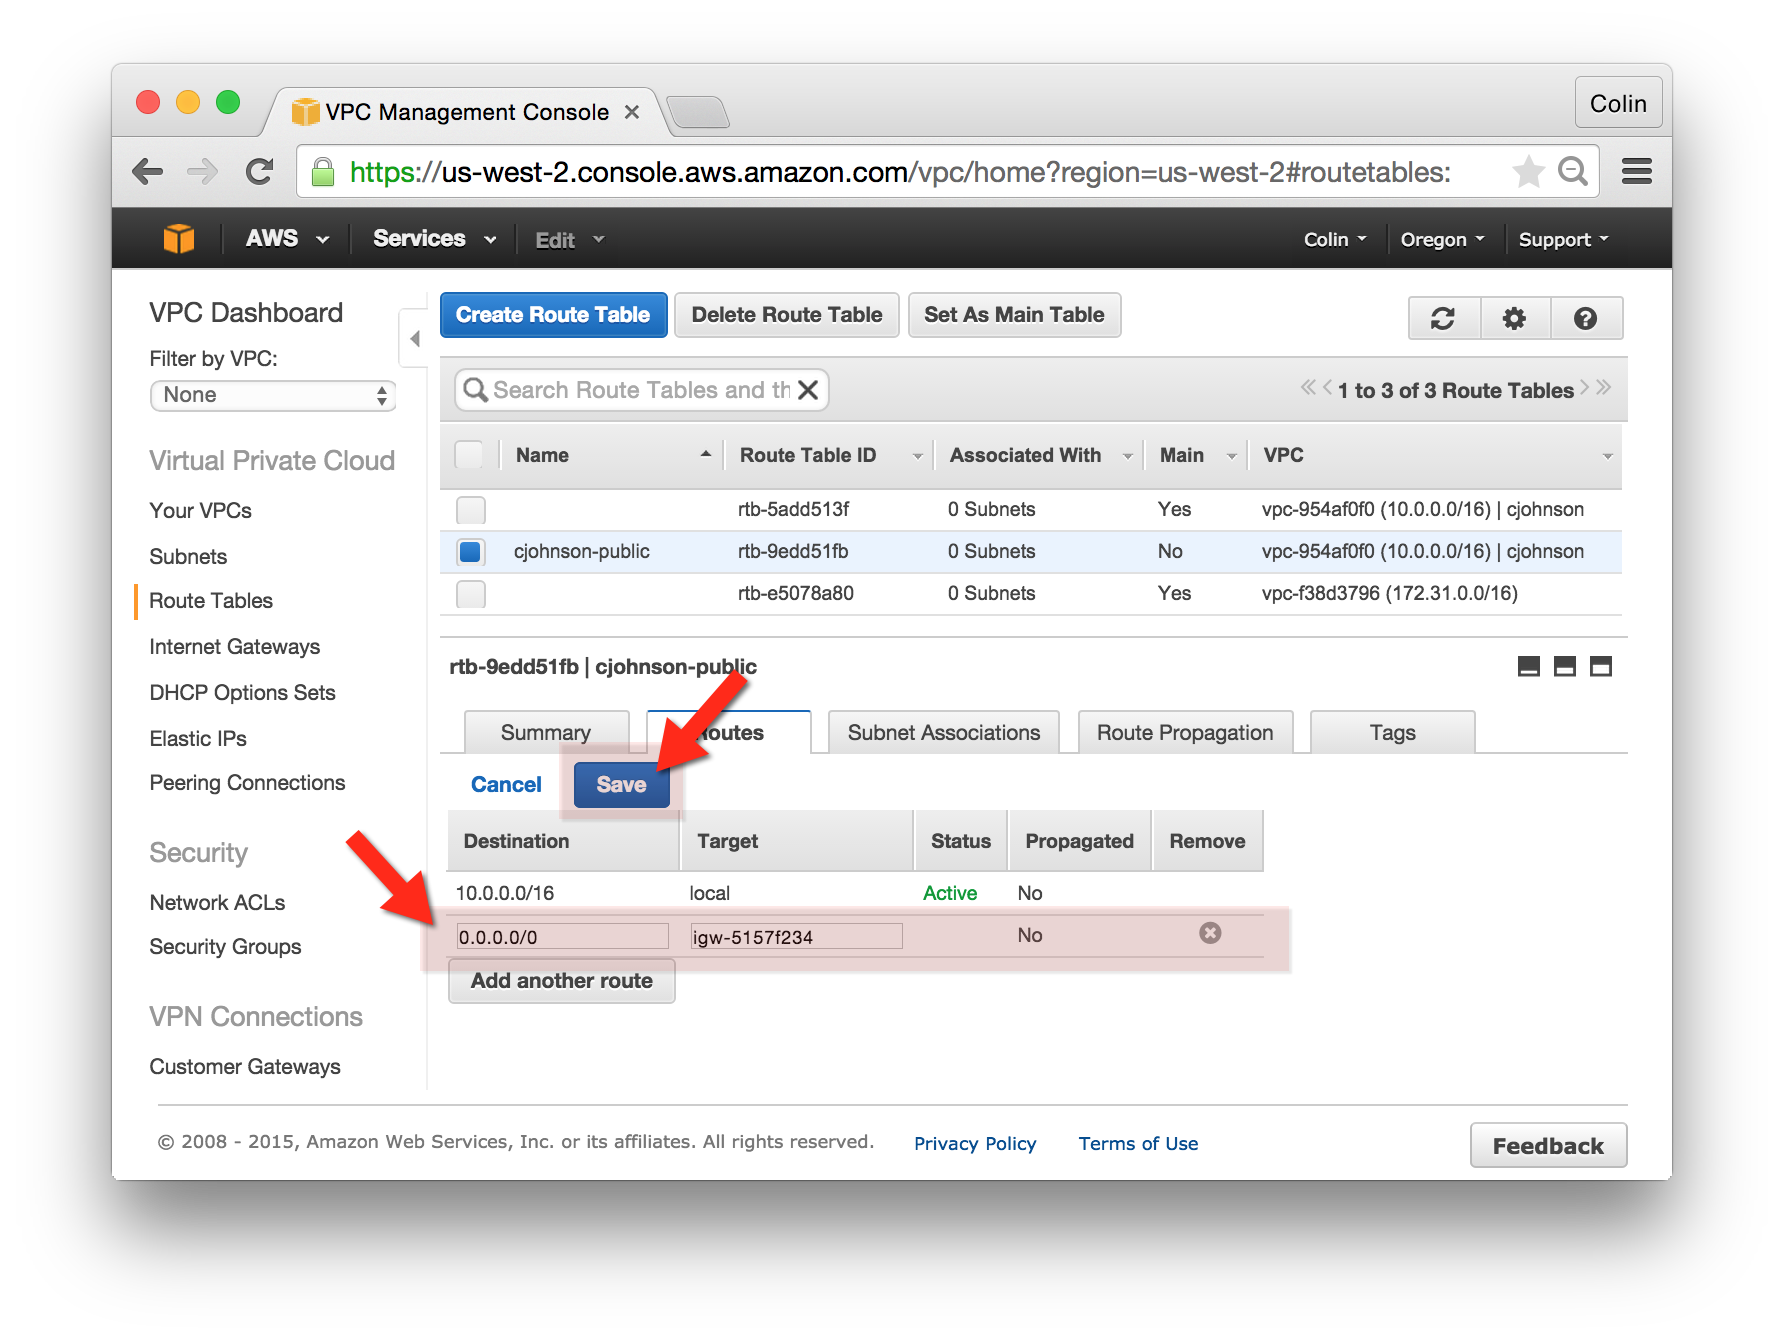 VPC Management Console
Colin
https://us-west-2.console.aws.amazon.com/vpc/home?region=us-west-2#routetables:
AWS Services Edit Colin Oregon Support
VPC Dashboard
Filter by VPC:
None
Virtual Private Cloud
Your VPCs
Subnets
Route Tables
Internet Gateways
DHCP Options Sets
Elastic IPs
Peering Connections
Security
Network ACLs
Security Groups
VPN Connections
Customer Gateways
Create Route Table Delete Route Table Set As Main Table
Search Route Tables and th
1 to 3 of 3 Route Tables
Name Route Table ID Associated With Main VPC
rtb-5add513f 0 Subnets Yes vpc-954af0f0 (10.0.0.0/16) | cjohnson
cjohnson-public rtb-9edd51fb 0 Subnets No vpc-954af0f0 (10.0.0.0/16) | cjohnson
rtb-e5078a80 0 Subnets Yes vpc-f38d3796 (172.31.0.0/16)
rtb-9edd51fb | cjohnson-public
Summary Routes Subnet Associations Route Propagation Tags
Cancel Save
Destination Target Status Propagated Remove
10.0.0.0/16 local Active No
0.0.0.0/0 igw-5157f234 No
Add another route
© 2008 - 2015, Amazon Web Services, Inc. or its affiliates. All rights reserved. Privacy Policy Terms of Use
Feedback